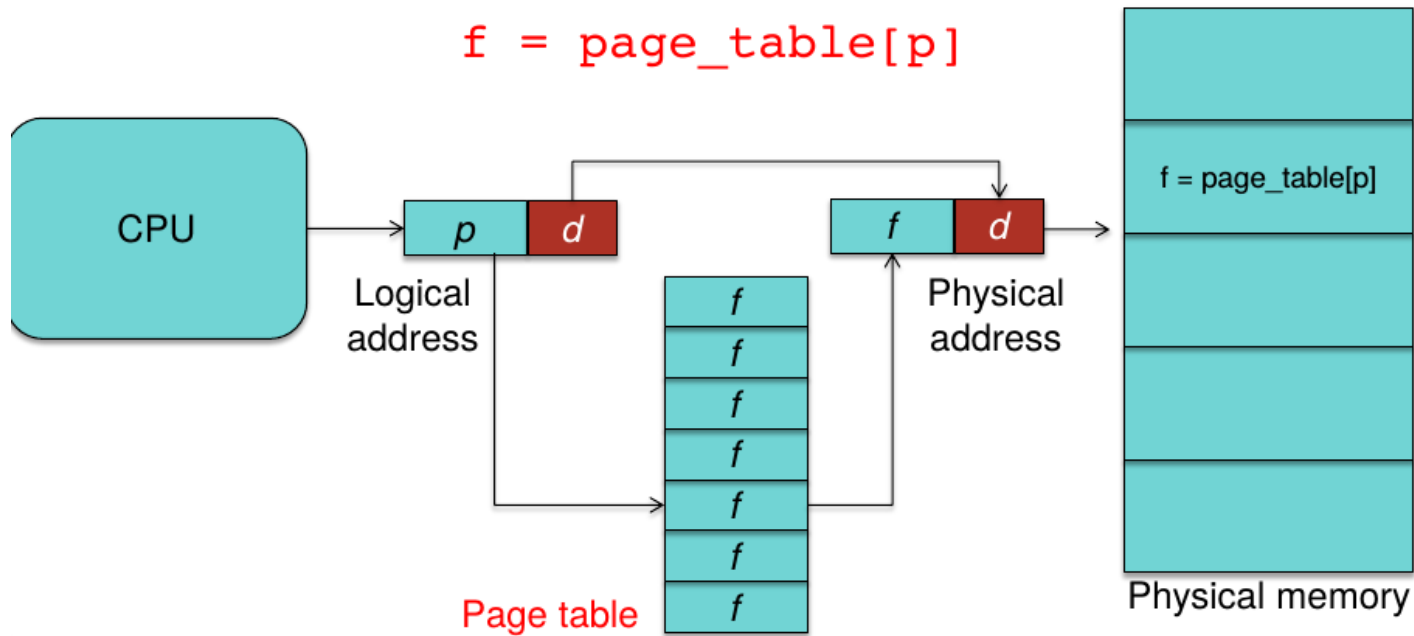 f = page_table[p]
CPU
p d
Logical
address
f
f
f
f
f
f
f
Page table
f d
Physical
address
f = page_table[p]
Physical memory